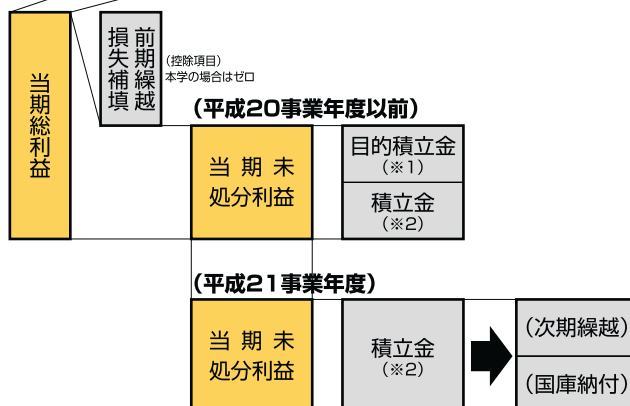 当期総利益
前期繰越
損失補填
(控除項目)
本学の場合はゼロ
(平成20事業年度以前)
当期未
処分利益
目的積立金
(※1)
積立金
(※2)
(平成21事業年度)
当期未
処分利益
積立金
(※2)
(次期繰越)
(国庫納付)